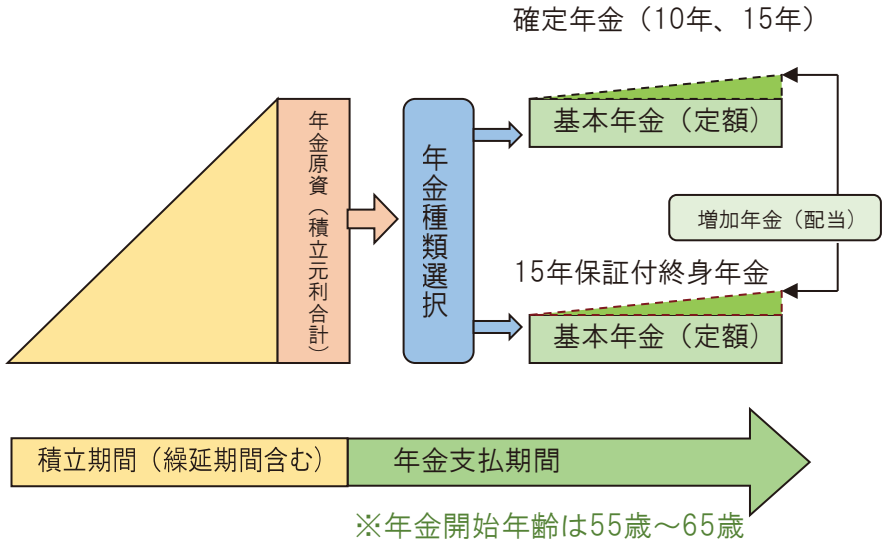 確定年金（10年、15年）
基本年金（定額）
年金原資（積立元利合計）
年金種類選択
増加年金（配当）
15年保証付終身年金
基本年金（定額）
積立期間（繰延期間含む）
年金支払期間
※年金開始年齢は55歳～65歳